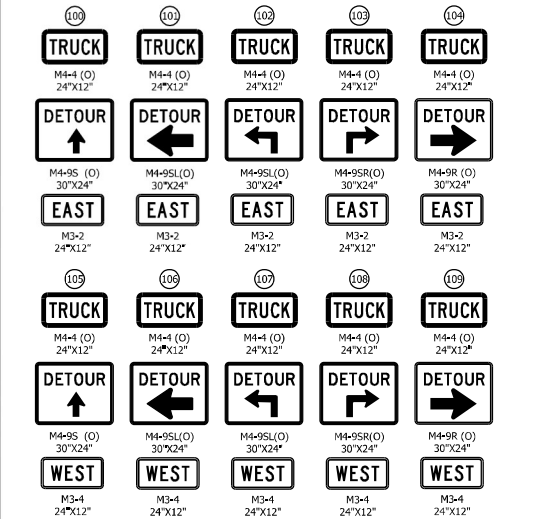 100 101 102 103 104
TRUCK TRUCK TRUCK TRUCK TRUCK
M4-4 (O) M4-4 (O) M4-4 (O) M4-4 (O) M4-4 (O)
24"X12" 24"X12" 24"X12" 24"X12" 24"X12"
DETOUR DETOUR DETOUR DETOUR DETOUR
M4-9S (O) M4-9SL(O) M4-9SL(O) M4-9SR(O) M4-9R (O)
30"X24" 30"X24" 30"X24" 30"X24" 30"X24"
EAST EAST EAST EAST EAST
M3-2 M3-2 M3-2 M3-2 M3-2
24"X12" 24"X12" 24"X12" 24"X12" 24"X12"
105 106 107 108 109
TRUCK TRUCK TRUCK TRUCK TRUCK
M4-4 (O) M4-4 (O) M4-4 (O) M4-4 (O) M4-4 (O)
24"X12" 24"X12" 24"X12" 24"X12" 24"X12"
DETOUR DETOUR DETOUR DETOUR DETOUR
M4-9S (O) M4-9SL(O) M4-9SL(O) M4-9SR(O) M4-9R (O)
30"X24" 30"X24" 30"X24" 30"X24" 30"X24"
WEST WEST WEST WEST WEST
M3-4 M3-4 M3-4 M3-4 M3-4
24"X12" 24"X12" 24"X12" 24"X12" 24"X12"